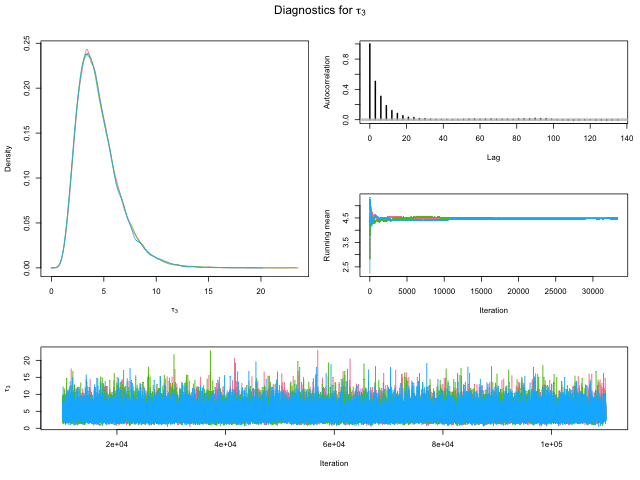 Diagnostics for τ₃
Density
0.00 0.05 0.10 0.15 0.20 0.25
0 5 10 15 20
τ₃
Autocorrelation
0.0 0.4 0.8
0 20 40 60 80 100 120 140
Lag
Running mean
2.5 3.5 4.5
0 5000 10000 15000 20000 25000 30000
Iteration
τ₃
0 5 10 15 20
2e+04 4e+04 6e+04 8e+04 1e+05
Iteration